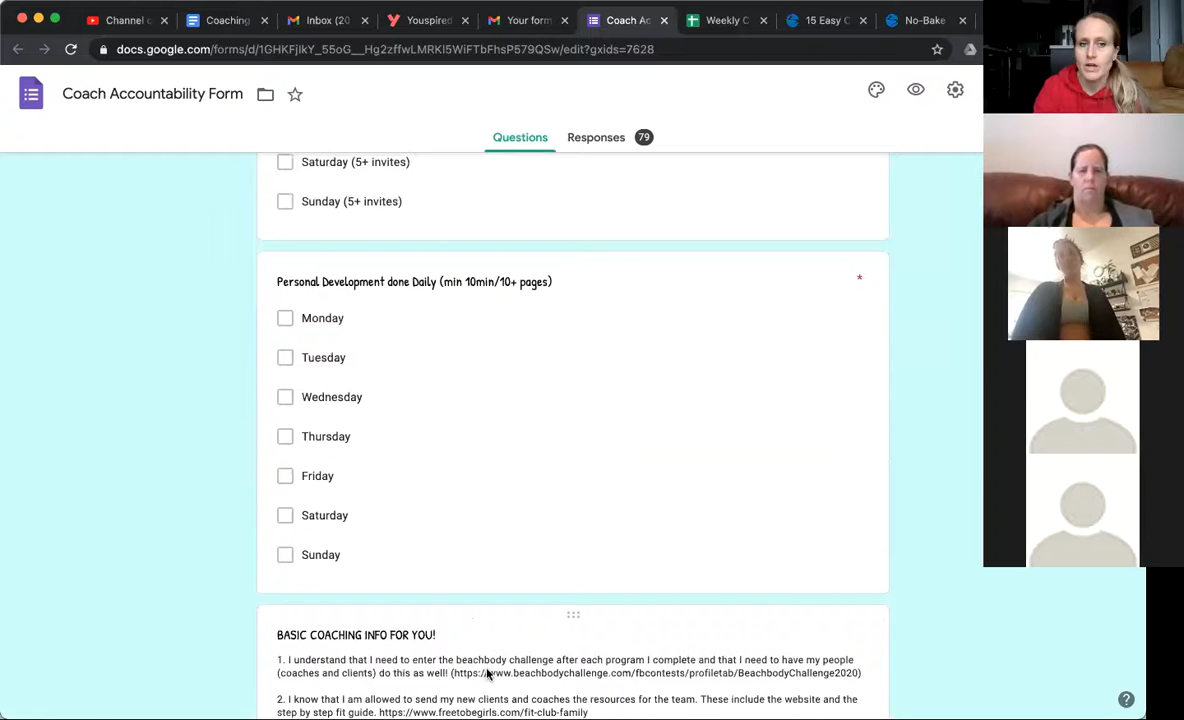 Channel c
Coaching
Inbox (20
Youspired
Your form
Coach Ac
Weekly C
15 Easy C
No-Bake
docs.google.com/forms/d/1GHKFjlkY_55oG__Hg2zffwLMRKl5WiFTbFhsP579QSw/edit?gxids=7628
Coach Accountability Form
Questions
Responses 79
Saturday (5+ invites)
Sunday (5+ invites)
Personal Development done Daily (min 10min/10+ pages) *
Monday
Tuesday
Wednesday
Thursday
Friday
Saturday
Sunday
BASIC COACHING INFO FOR YOU!
1. I understand that I need to enter the beachbody challenge after each program I complete and that I need to have my people
(coaches and clients) do this as well! (https://www.beachbodychallenge.com/fbcontests/profiletab/BeachbodyChallenge2020)
2. I know that I am allowed to send my new clients and coaches the resources for the team. These include the website and the
step by step fit guide. https://www.freetobegirls.com/fit-club-family